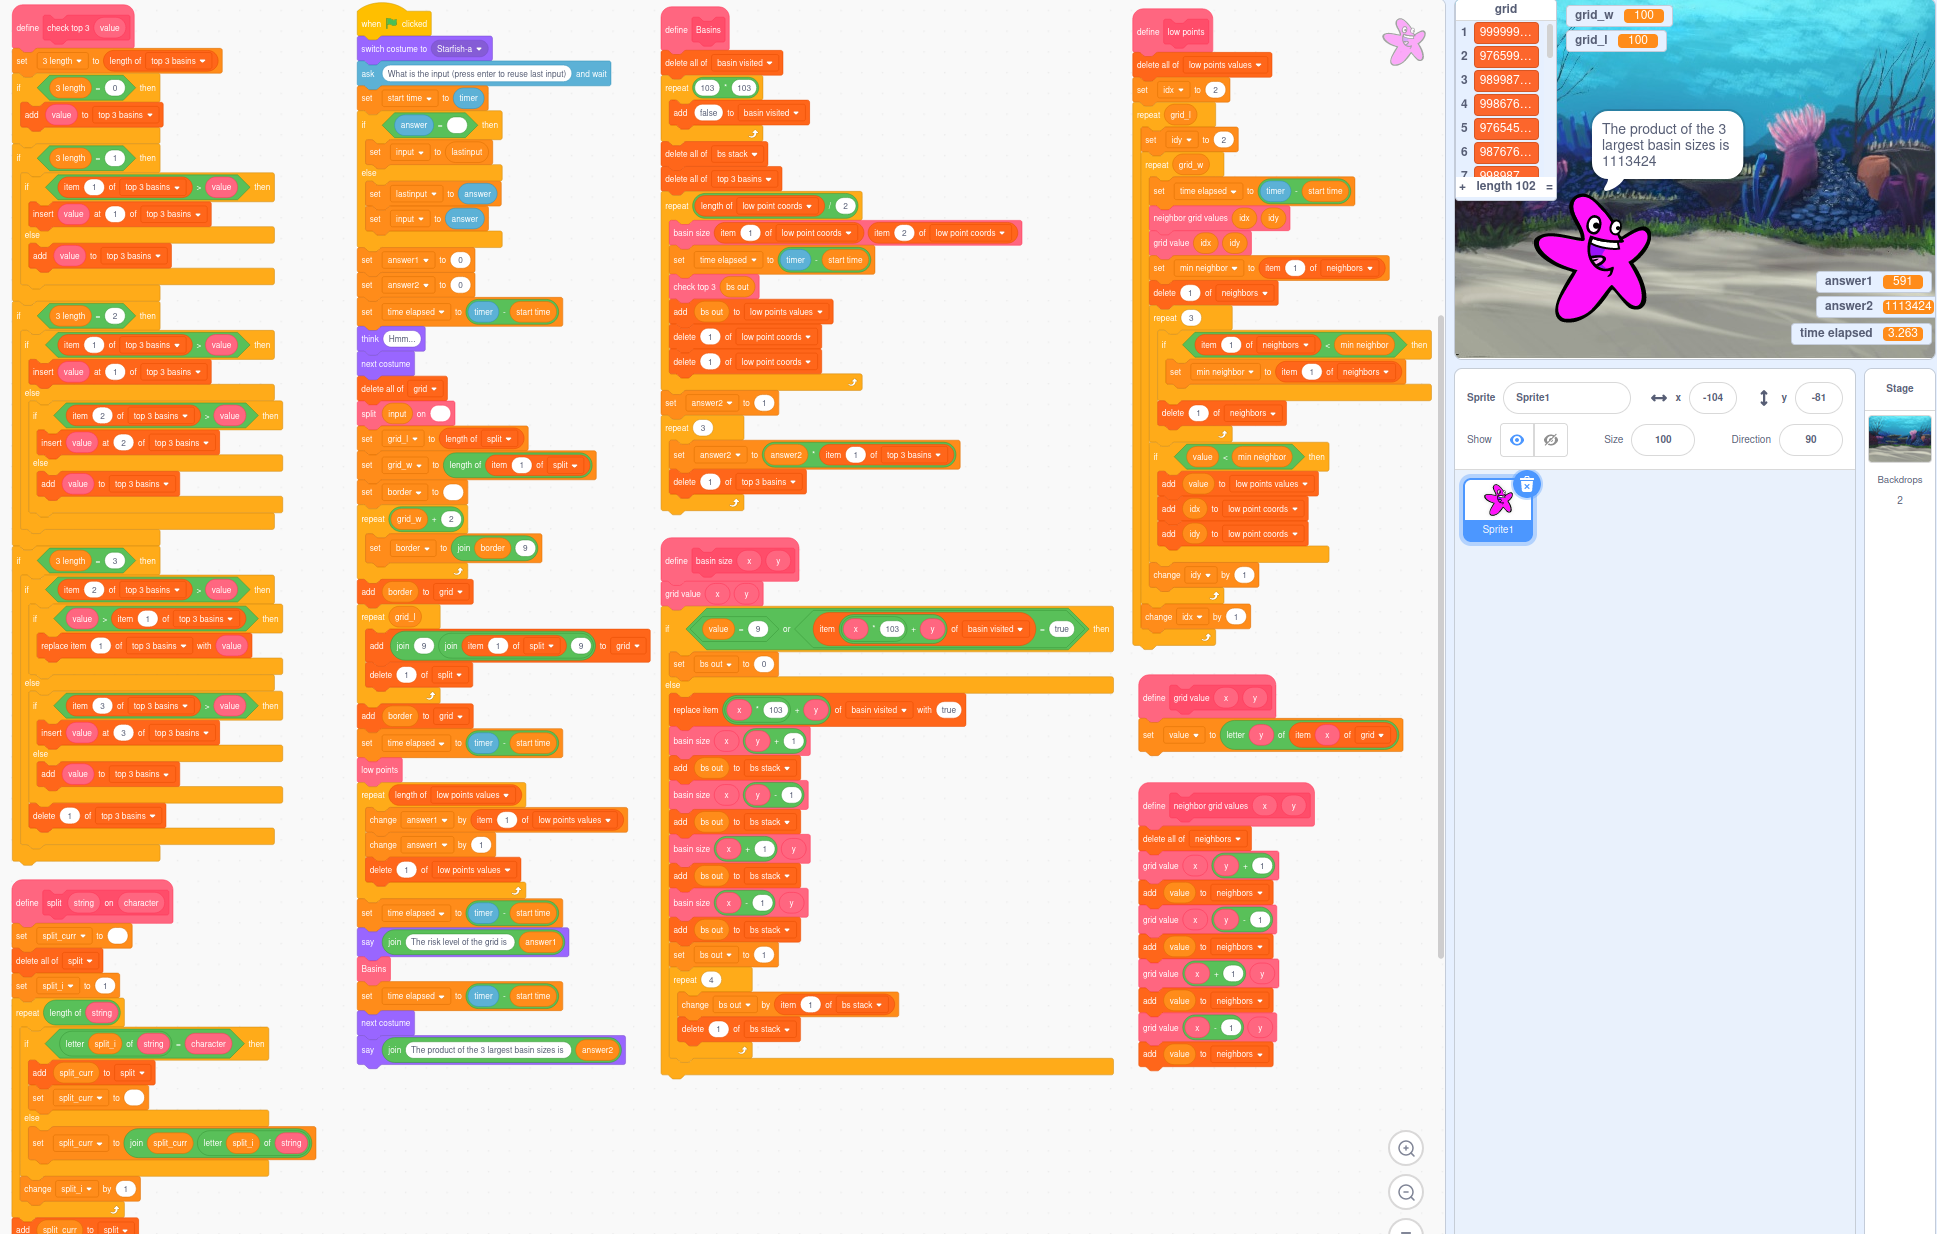 define check top 3 value
set 3 length to length of top 3 basins
if 3 length = 0 then
add value to top 3 basins
if 3 length = 1 then
if item 1 of top 3 basins > value then
insert value at 1 of top 3 basins
else
add value to top 3 basins
if 3 length = 2 then
if item 1 of top 3 basins > value then
insert value at 1 of top 3 basins
else
if item 2 of top 3 basins > value then
insert value at 2 of top 3 basins
else
add value to top 3 basins
if 3 length = 3 then
if item 2 of top 3 basins > value then
if value > item 1 of top 3 basins then
replace item 1 of top 3 basins with value
else
if item 3 of top 3 basins > value then
insert value at 3 of top 3 basins
else
add value to top 3 basins
delete 1 of top 3 basins
define split string on character
set split_curr to
delete all of split
set split_i to 1
repeat length of string
if letter split_i of string = character then
add split_curr to split
set split_curr to
else
set split_curr to join split_curr letter split_i of string
change split_i by 1
add split_curr to split
when clicked
switch costume to Starfish-a
ask What is the input (press enter to reuse last input) and wait
set start time to timer
if answer = then
set input to lastinput
else
set lastinput to answer
set input to answer
set answer1 to 0
set answer2 to 0
set time elapsed to timer - start time
think Hmm...
next costume
delete all of grid
split input on
set grid_l to length of split
set grid_w to length of item 1 of split
set border to
repeat grid_w + 2
set border to join border 9
add border to grid
repeat grid_l
add join 9 join item 1 of split 9 to grid
delete 1 of split
add border to grid
set time elapsed to timer - start time
low points
repeat length of low points values
change answer1 by item 1 of low points values
change answer1 by 1
delete 1 of low points values
set time elapsed to timer - start time
say join The risk level of the grid is answer1
Basins
set time elapsed to timer - start time
next costume
say join The product of the 3 largest basin sizes is answer2
define Basins
delete all of basin visited
repeat 103 * 103
add false to basin visited
delete all of bs stack
delete all of top 3 basins
repeat length of low point coords / 2
basin size item 1 of low point coords item 2 of low point coords
set time elapsed to timer - start time
check top 3 bs out
add bs out to low points values
delete 1 of low point coords
delete 1 of low point coords
set answer2 to 1
repeat 3
set answer2 to answer2 * item 1 of top 3 basins
delete 1 of top 3 basins
define basin size x y
grid value x y
if value = 9 or item x * 103 + y of basin visited = true then
set bs out to 0
else
replace item x * 103 + y of basin visited with true
basin size x y + 1
add bs out to bs stack
basin size x y - 1
add bs out to bs stack
basin size x + 1 y
add bs out to bs stack
basin size x - 1 y
add bs out to bs stack
set bs out to 1
repeat 4
change bs out by item 1 of bs stack
delete 1 of bs stack
define low points
delete all of low points values
set idx to 2
repeat grid_l
set idy to 2
repeat grid_w
set time elapsed to timer - start time
neighbor grid values idx idy
grid value idx idy
set min neighbor to item 1 of neighbors
delete 1 of neighbors
repeat 3
if item 1 of neighbors < min neighbor then
set min neighbor to item 1 of neighbors
delete 1 of neighbors
if value < min neighbor then
add value to low points values
add idx to low point coords
add idy to low point coords
change idy by 1
change idx by 1
define grid value x y
set value to letter y of item x of grid
define neighbor grid values x y
delete all of neighbors
grid value x y + 1
add value to neighbors
grid value x y - 1
add value to neighbors
grid value x + 1 y
add value to neighbors
grid value x - 1 y
add value to neighbors
grid
1 999999...
2 976599...
3 989987...
4 998676...
5 976545...
6 987676...
7 998987...
+ length 102 =
grid_w 100
grid_l 100
The product of the 3
largest basin sizes is
1113424
answer1 591
answer2 1113424
time elapsed 3.263
Sprite Sprite1 x -104 y -81
Show Size 100 Direction 90
Sprite1
Stage
Backdrops
2